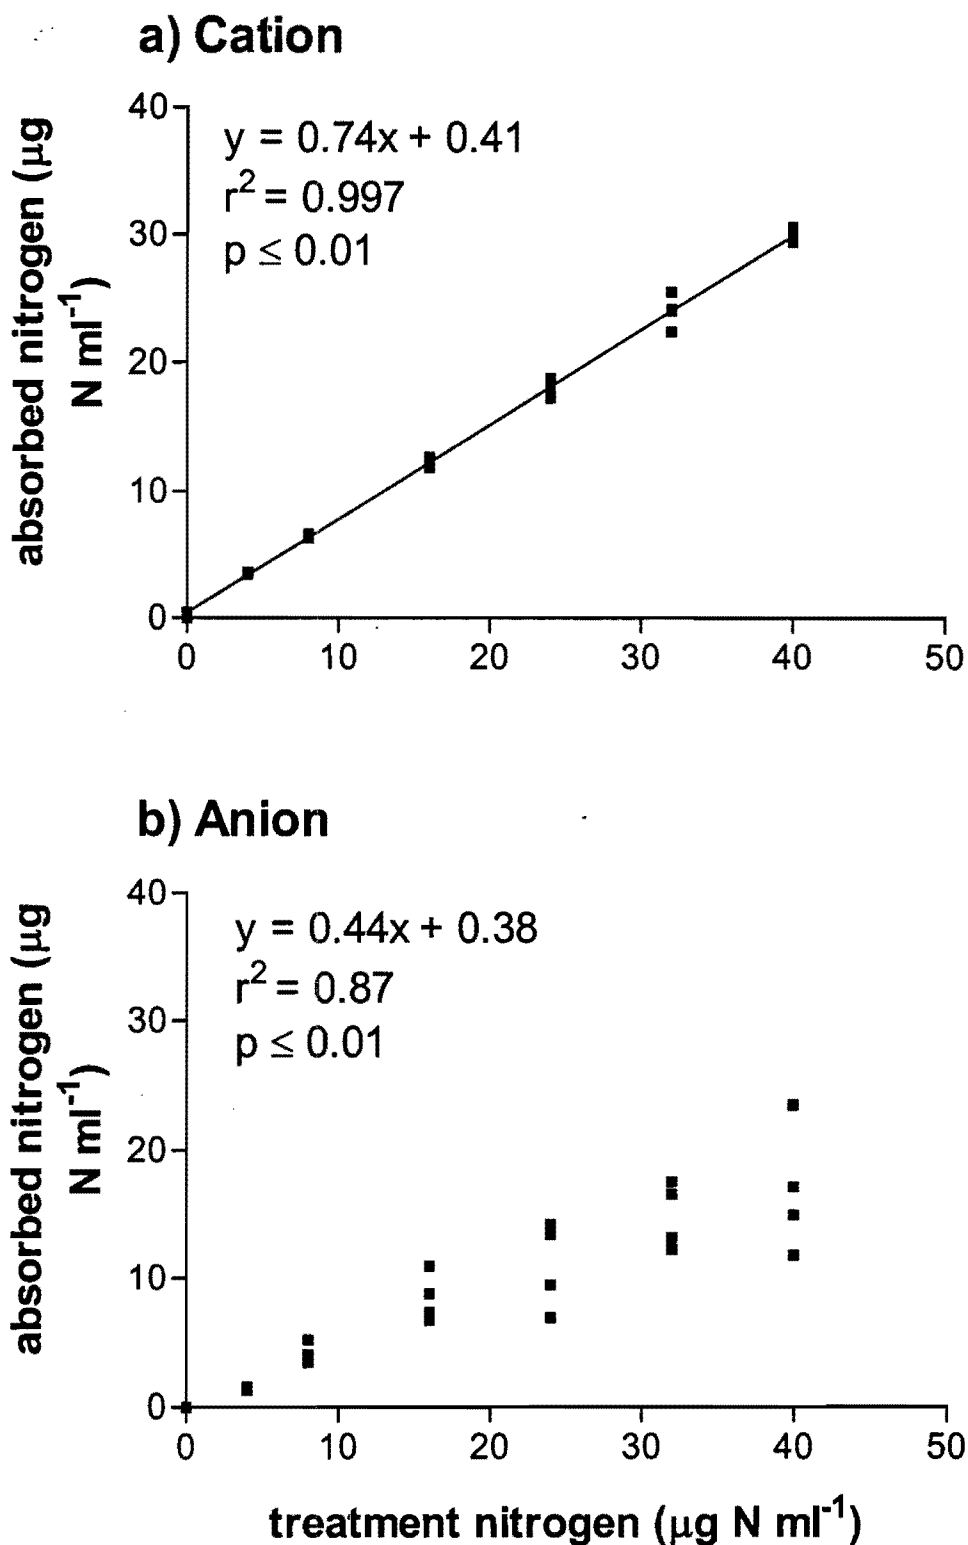 a) Cation
absorbed nitrogen (µg
N ml⁻¹)
y = 0.74x + 0.41
r² = 0.997
p ≤ 0.01
40
30
20
10
0
0 10 20 30 40 50
b) Anion
absorbed nitrogen (µg
N ml⁻¹)
y = 0.44x + 0.38
r² = 0.87
p ≤ 0.01
40
30
20
10
0
0 10 20 30 40 50
treatment nitrogen (µg N ml⁻¹)